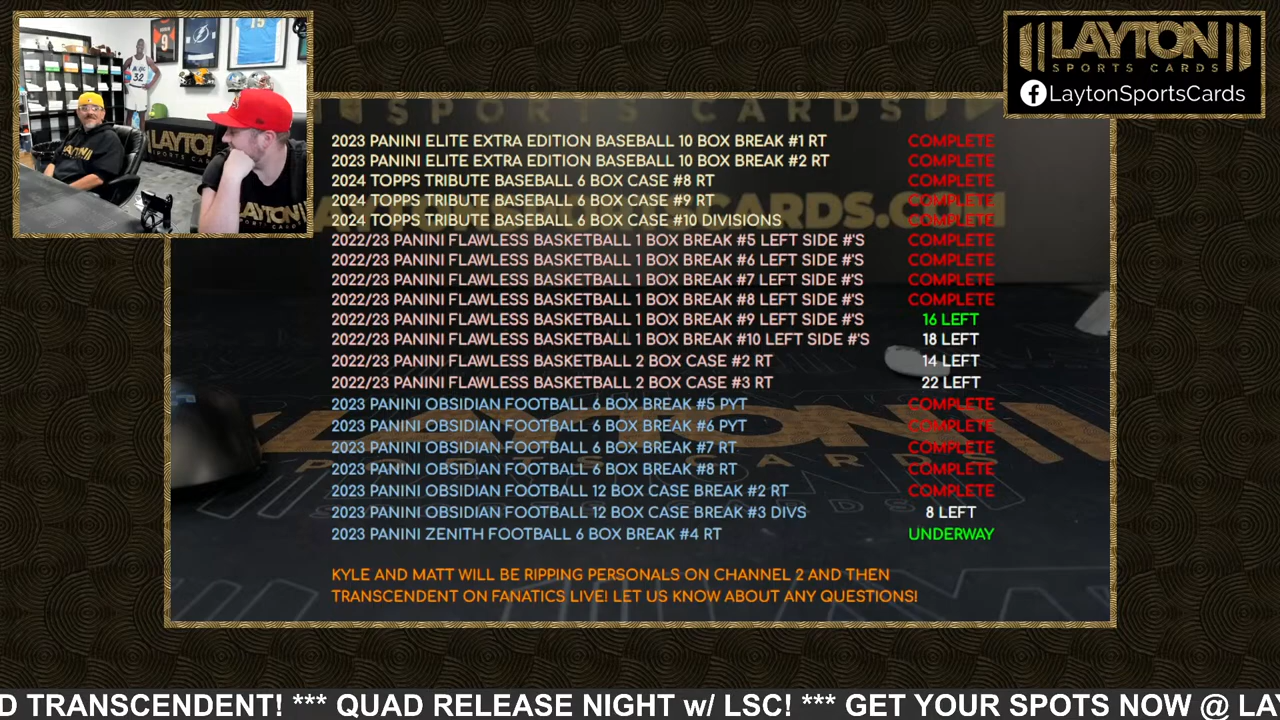 LAYTON
SPORTS CARDS
LaytonSportsCards
9
15
32
LAYTON
LAYTON
SPORTS CARDS
2023 PANINI ELITE EXTRA EDITION BASEBALL 10 BOX BREAK #1 RT COMPLETE
2023 PANINI ELITE EXTRA EDITION BASEBALL 10 BOX BREAK #2 RT COMPLETE
2024 TOPPS TRIBUTE BASEBALL 6 BOX CASE #8 RT COMPLETE
2024 TOPPS TRIBUTE BASEBALL 6 BOX CASE #9 RT COMPLETE
2024 TOPPS TRIBUTE BASEBALL 6 BOX CASE #10 DIVISIONS COMPLETE
2022/23 PANINI FLAWLESS BASKETBALL 1 BOX BREAK #5 LEFT SIDE #'S COMPLETE
2022/23 PANINI FLAWLESS BASKETBALL 1 BOX BREAK #6 LEFT SIDE #'S COMPLETE
2022/23 PANINI FLAWLESS BASKETBALL 1 BOX BREAK #7 LEFT SIDE #'S COMPLETE
2022/23 PANINI FLAWLESS BASKETBALL 1 BOX BREAK #8 LEFT SIDE #'S COMPLETE
2022/23 PANINI FLAWLESS BASKETBALL 1 BOX BREAK #9 LEFT SIDE #'S 16 LEFT
2022/23 PANINI FLAWLESS BASKETBALL 1 BOX BREAK #10 LEFT SIDE #'S 18 LEFT
2022/23 PANINI FLAWLESS BASKETBALL 2 BOX CASE #2 RT 14 LEFT
2022/23 PANINI FLAWLESS BASKETBALL 2 BOX CASE #3 RT 22 LEFT
2023 PANINI OBSIDIAN FOOTBALL 6 BOX BREAK #5 PYT COMPLETE
2023 PANINI OBSIDIAN FOOTBALL 6 BOX BREAK #6 PYT COMPLETE
2023 PANINI OBSIDIAN FOOTBALL 6 BOX BREAK #7 RT COMPLETE
2023 PANINI OBSIDIAN FOOTBALL 6 BOX BREAK #8 RT COMPLETE
2023 PANINI OBSIDIAN FOOTBALL 12 BOX CASE BREAK #2 RT COMPLETE
2023 PANINI OBSIDIAN FOOTBALL 12 BOX CASE BREAK #3 DIVS 8 LEFT
2023 PANINI ZENITH FOOTBALL 6 BOX BREAK #4 RT UNDERWAY
KYLE AND MATT WILL BE RIPPING PERSONALS ON CHANNEL 2 AND THEN
TRANSCENDENT ON FANATICS LIVE! LET US KNOW ABOUT ANY QUESTIONS!
D TRANSCENDENT! *** QUAD RELEASE NIGHT w/ LSC! *** GET YOUR SPOTS NOW @ LA